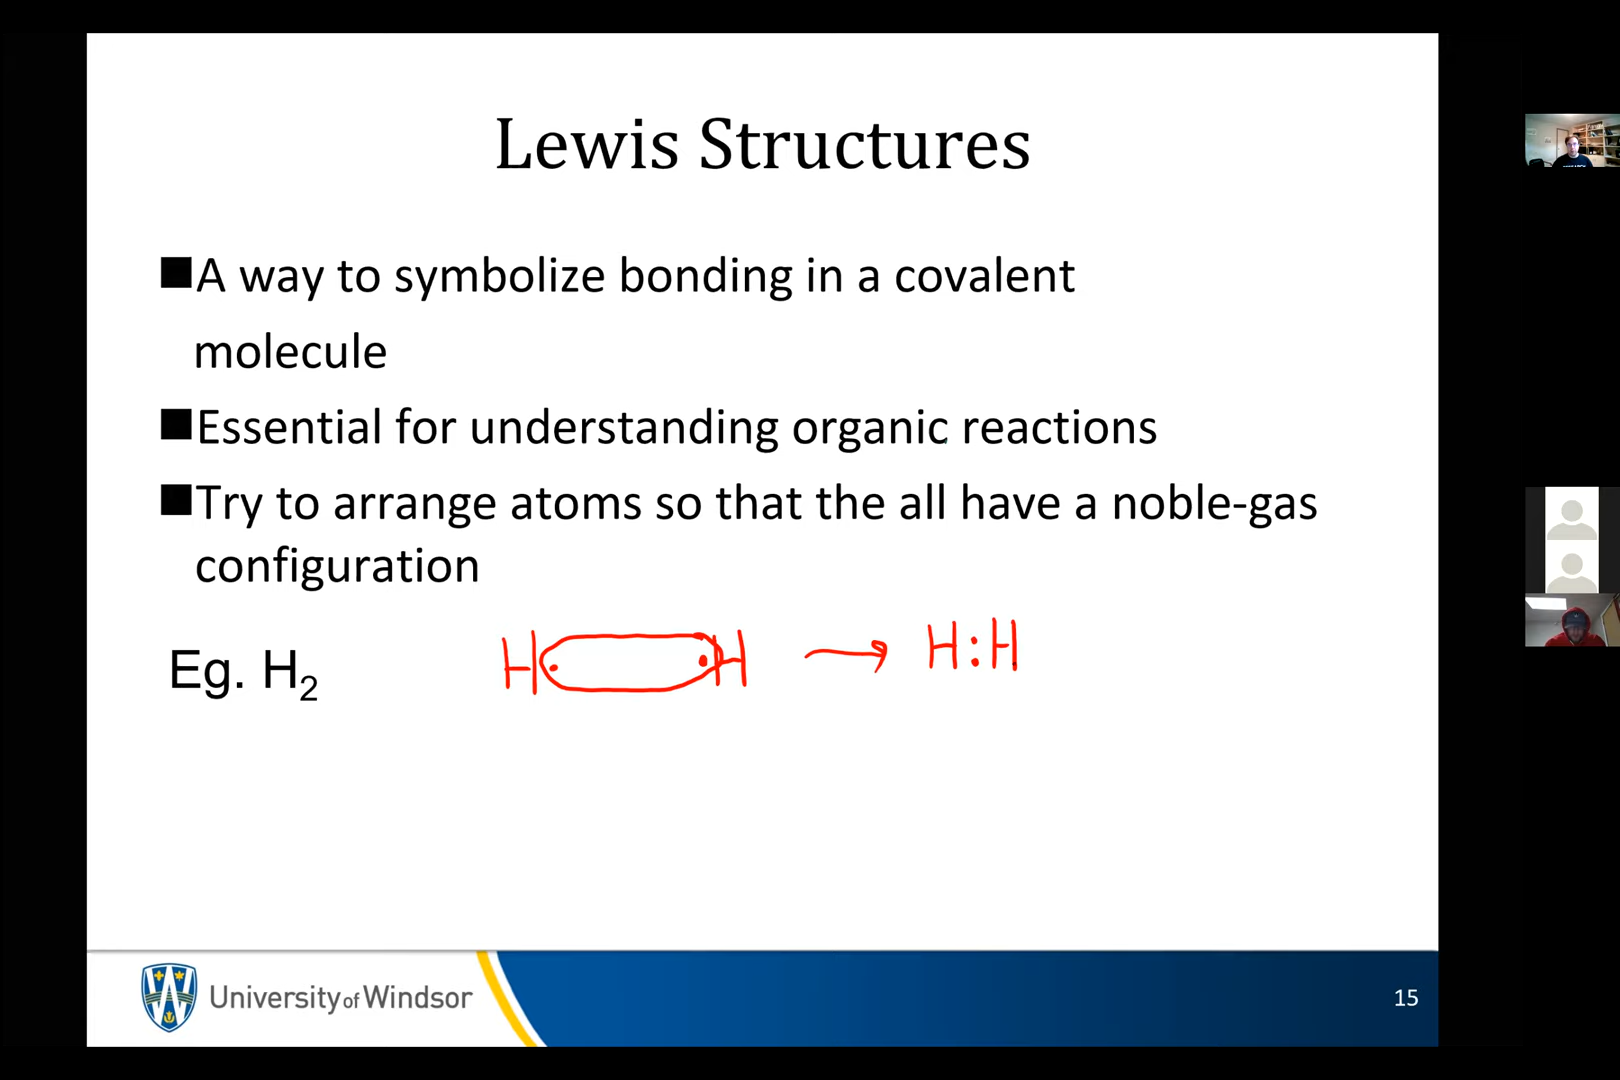 Lewis Structures
■A way to symbolize bonding in a covalent
molecule
■Essential for understanding organic reactions
■Try to arrange atoms so that the all have a noble-gas
configuration
Eg. H₂ H• •H → H:H
University of Windsor
15